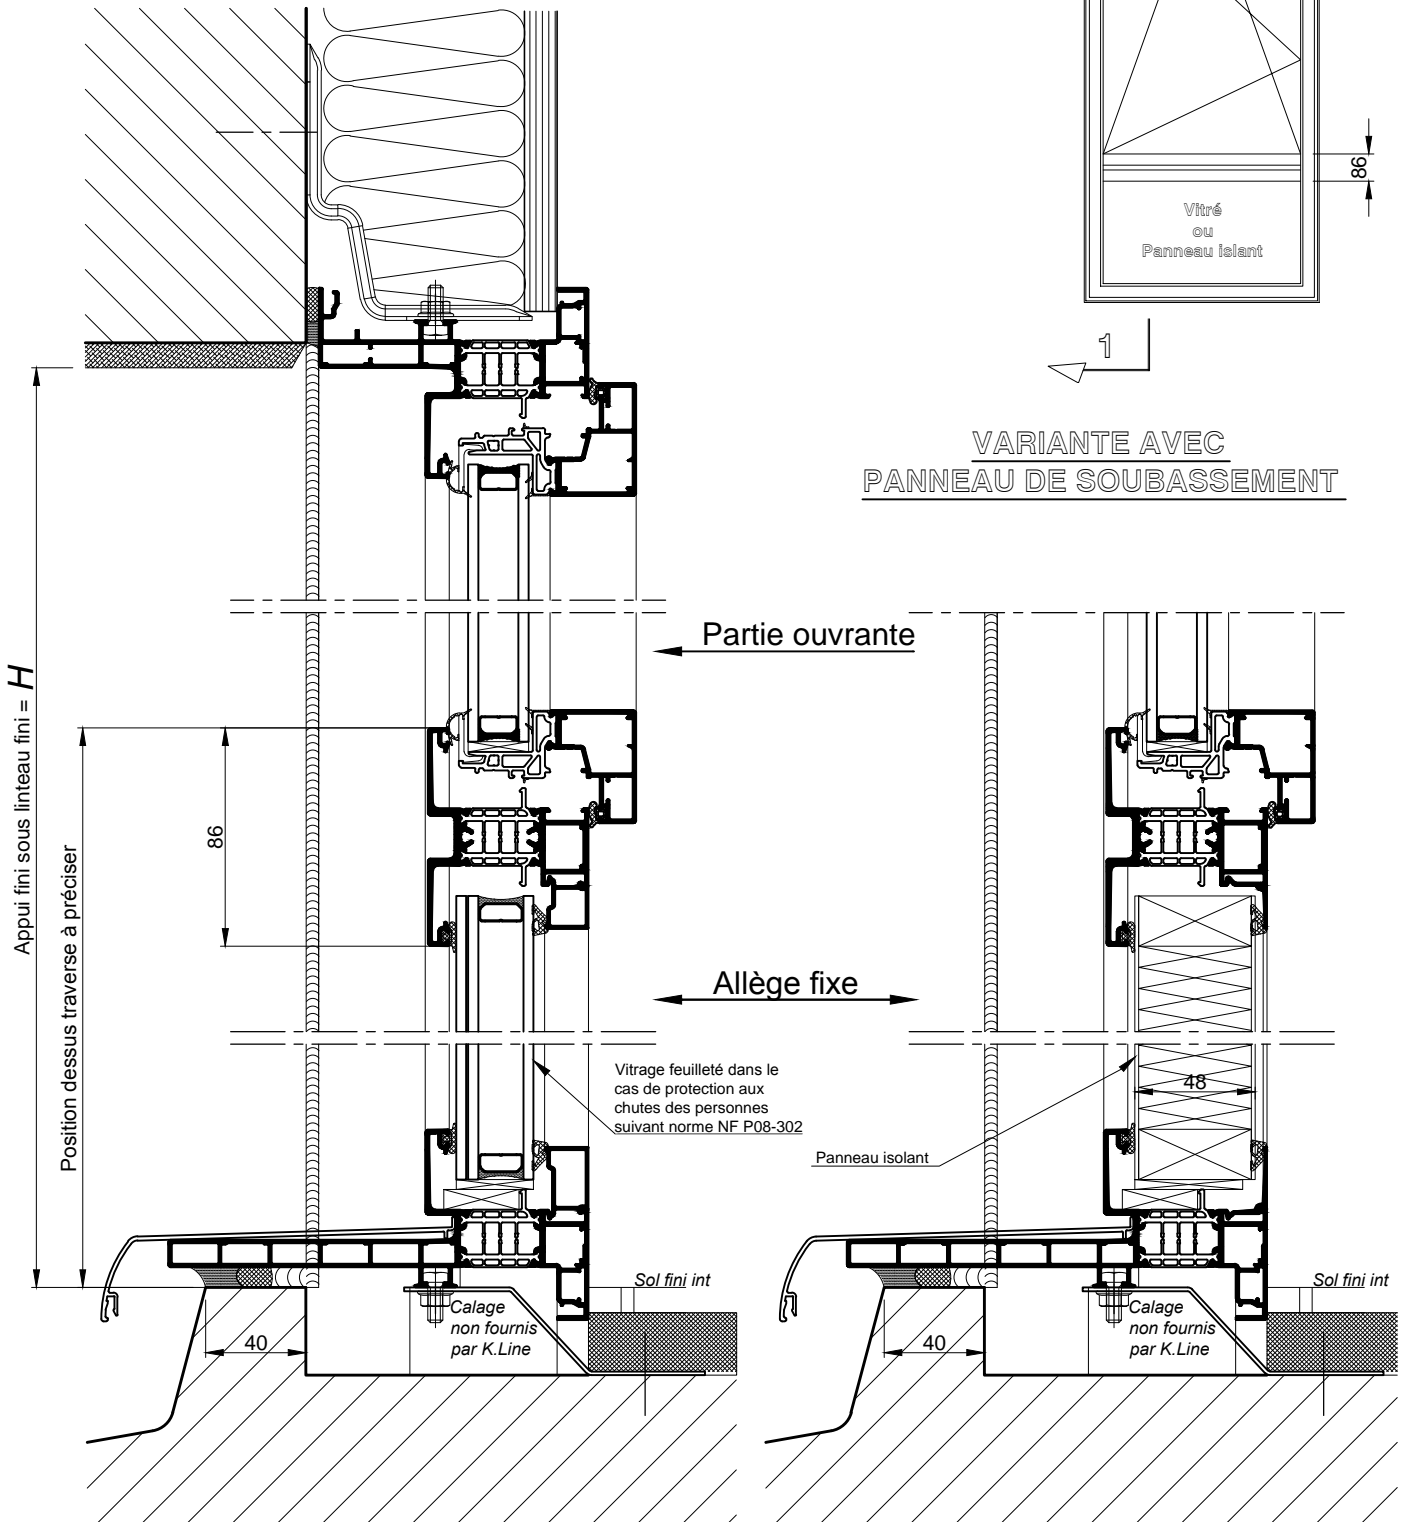 86
Vitré
ou
Panneau islant
1
VARIANTE AVEC
PANNEAU DE SOUBASSEMENT
Partie ouvrante
Appui fini sous linteau fini = H
Position dessus traverse à préciser
86
Allège fixe
Vitrage feuilleté dans le
cas de protection aux
chutes des personnes
suivant norme NF P08-302
48
Panneau isolant
Sol fini int
Calage
non fournis
par K.Line
40
Sol fini int
Calage
non fournis
par K.Line
40